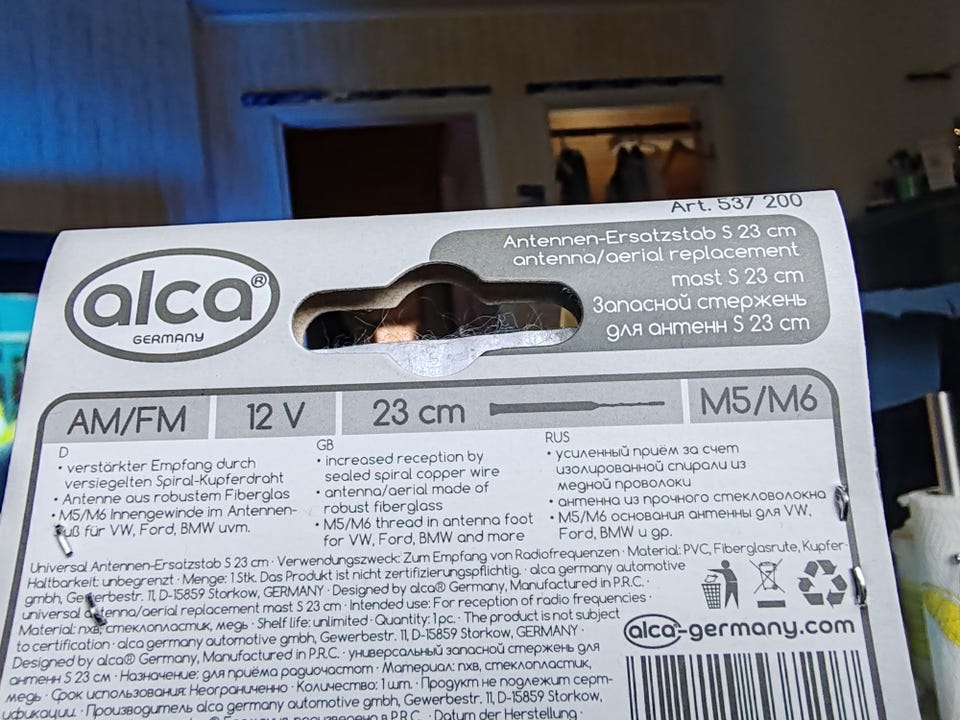 Art. 537 200
alca®
GERMANY
Antennen-Ersatzstab S 23 cm
antenna/aerial replacement
mast S 23 cm
Запасной стержень
для антенн S 23 cm
AM/FM
12 V
23 cm
M5/M6
D
• verstärkter Empfang durch
versiegelten Spiral-Kupferdraht
• Antenne aus robustem Fiberglas
• M5/M6 Innengewinde im Antennen-
fuß für VW, Ford, BMW uvm.
GB
• increased reception by
sealed spiral copper wire
• antenna/aerial made of
robust fiberglass
• M5/M6 thread in antenna foot
for VW, Ford, BMW and more
RUS
• усиленный приём за счет
изолированной спирали из
медной проволоки
• антенна из прочного стекловолокна
• M5/M6 основания антенны для VW,
Ford, BMW и др.
Universal Antennen-Ersatzstab S 23 cm · Verwendungszweck: Zum Empfang von Radiofrequenzen · Material: PVC, Fiberglasrute, Kupfer·
Haltbarkeit: unbegrenzt · Menge: 1 Stk. Das Produkt ist nicht zertifizierungspflichtig. · alca germany automotive
gmbh, Gewerbestr. 11, D-15859 Storkow, GERMANY · Designed by alca® Germany, Manufactured in P.R.C. ·
universal antenna/aerial replacement mast S 23 cm · Intended use: For reception of radio frequencies ·
Material: пхв, стеклопластик, медь · Shelf life: unlimited · Quantity: 1 pc. · The product is not subject
to certification · alca germany automotive gmbh, Gewerbestr. 11, D-15859 Storkow, GERMANY ·
Designed by alca® Germany, Manufactured in P.R.C. · универсальный запасной стержень для
антенн S 23 см · Назначение: для приёма радиочастот · Материал: пхв, стеклопластик,
медь · Срок использования: Неограниченно · Количество: 1 шт. · Продукт не подлежит серт-
ификации. · Производитель alca germany automotive gmbh, Gewerbestr. 11, D-15859 Storkow,
Германия произведено в P.R.C. · Datum der Herstellung:
alca®-germany.com